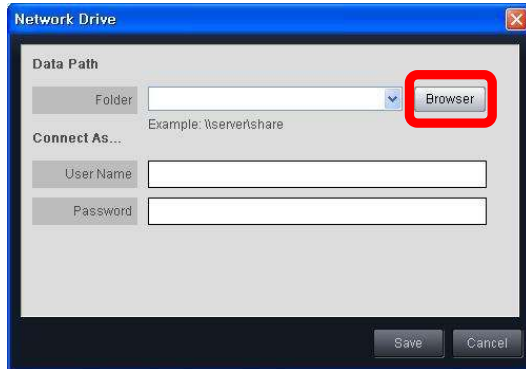 Network Drive
Data Path
Folder
Browser
Example: \\server\share
Connect As...
User Name
Password
Save
Cancel